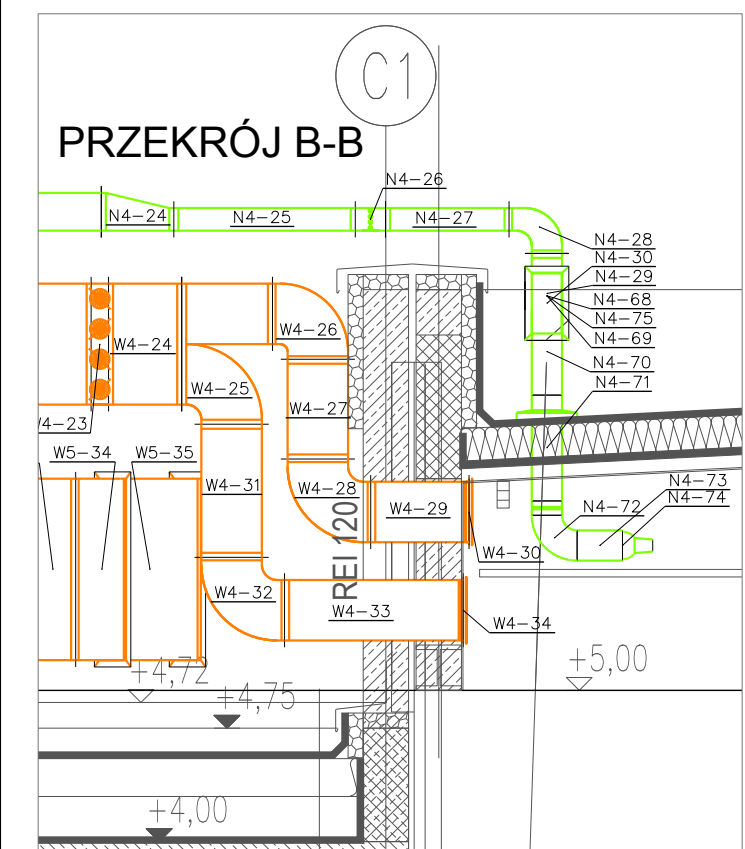 C1
PRZEKRÓJ B-B
N4-26
N4-24
N4-25
N4-27
N4-28
N4-30
N4-29
N4-68
N4-75
N4-69
N4-70
N4-71
W4-26
W4-24
W4-25
W4-27
W4-23
W5-34
W5-35
W4-31
W4-28
W4-29
N4-73
N4-74
N4-72
W4-30
REI 120
W4-32
W4-33
W4-34
+4,72
+5,00
+4,75
+4,00